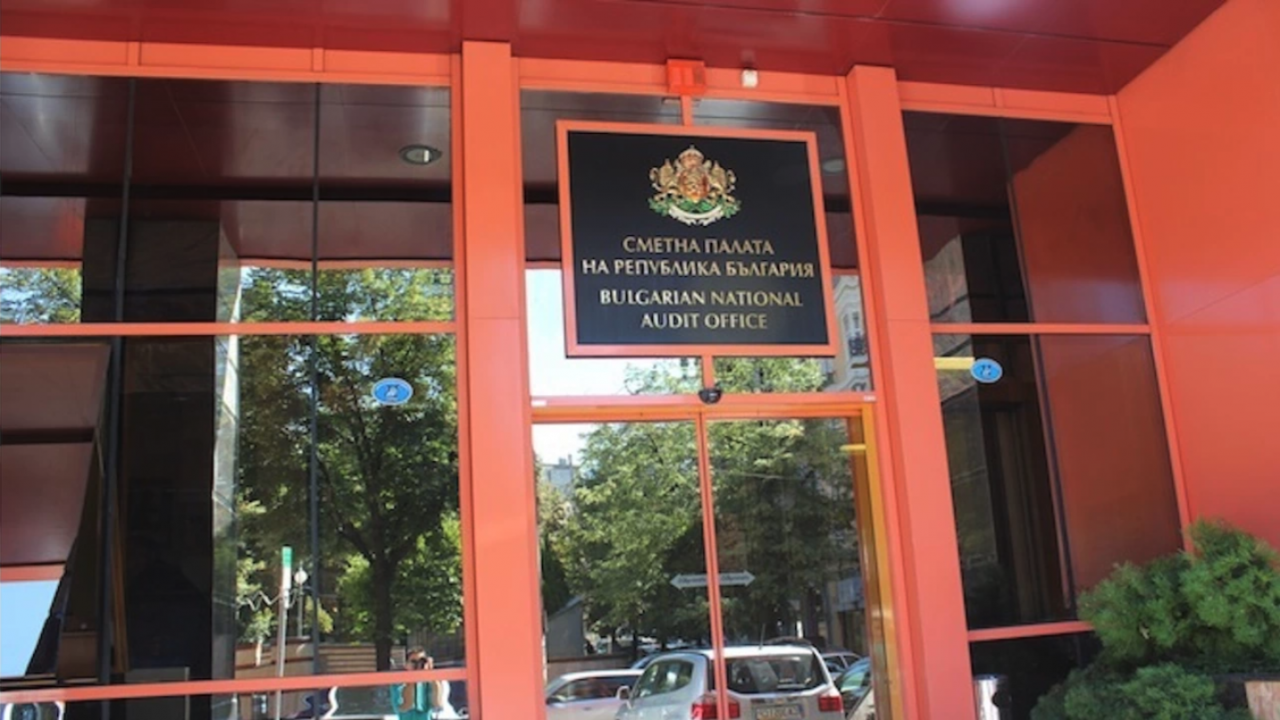 СМЕТНА ПАЛАТА
НА РЕПУБЛИКА БЪЛГАРИЯ
BULGARIAN NATIONAL
AUDIT OFFICE